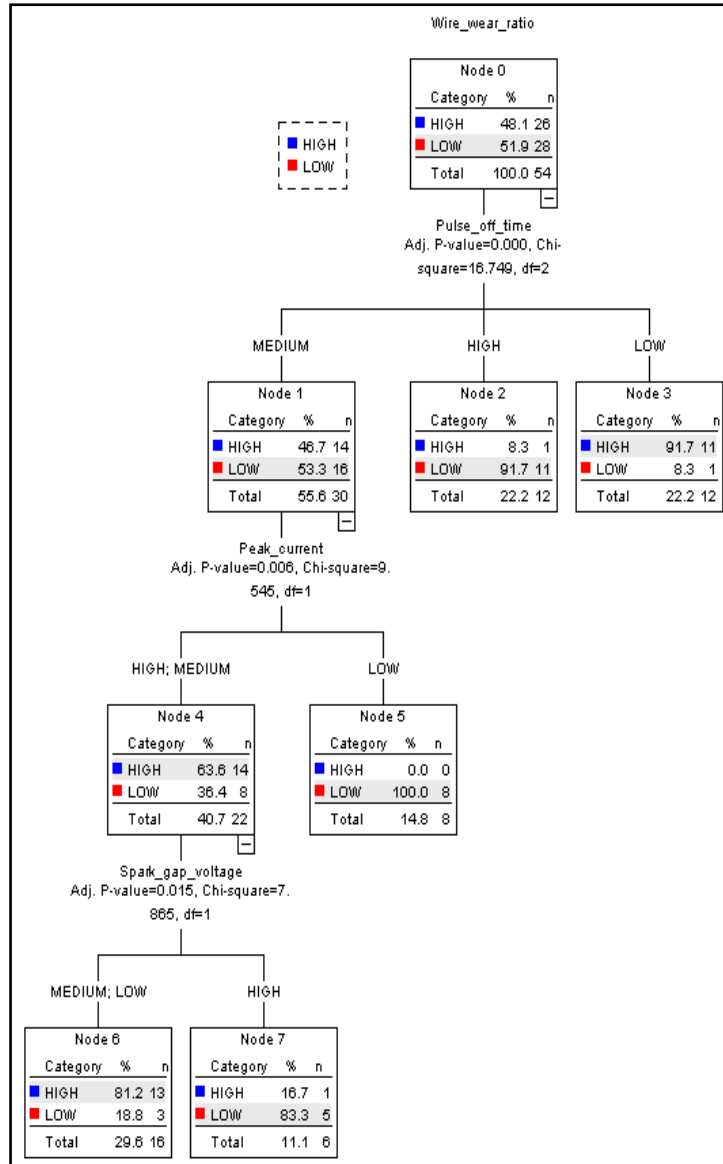 Wire_wear_ratio
HIGH
LOW
Node 0
Category % n
HIGH 48.1 26
LOW 51.9 28
Total 100.0 54
Pulse_off_time
Adj. P-value=0.000, Chi-
square=16.749, df=2
MEDIUM HIGH LOW
Node 1
Category % n
HIGH 46.7 14
LOW 53.3 16
Total 55.6 30
Node 2
Category % n
HIGH 8.3 1
LOW 91.7 11
Total 22.2 12
Node 3
Category % n
HIGH 91.7 11
LOW 8.3 1
Total 22.2 12
Peak_current
Adj. P-value=0.006, Chi-square=9.
545, df=1
HIGH; MEDIUM LOW
Node 4
Category % n
HIGH 63.6 14
LOW 36.4 8
Total 40.7 22
Node 5
Category % n
HIGH 0.0 0
LOW 100.0 8
Total 14.8 8
Spark_gap_voltage
Adj. P-value=0.015, Chi-square=7.
865, df=1
MEDIUM; LOW HIGH
Node 6
Category % n
HIGH 81.2 13
LOW 18.8 3
Total 29.6 16
Node 7
Category % n
HIGH 16.7 1
LOW 83.3 5
Total 11.1 6